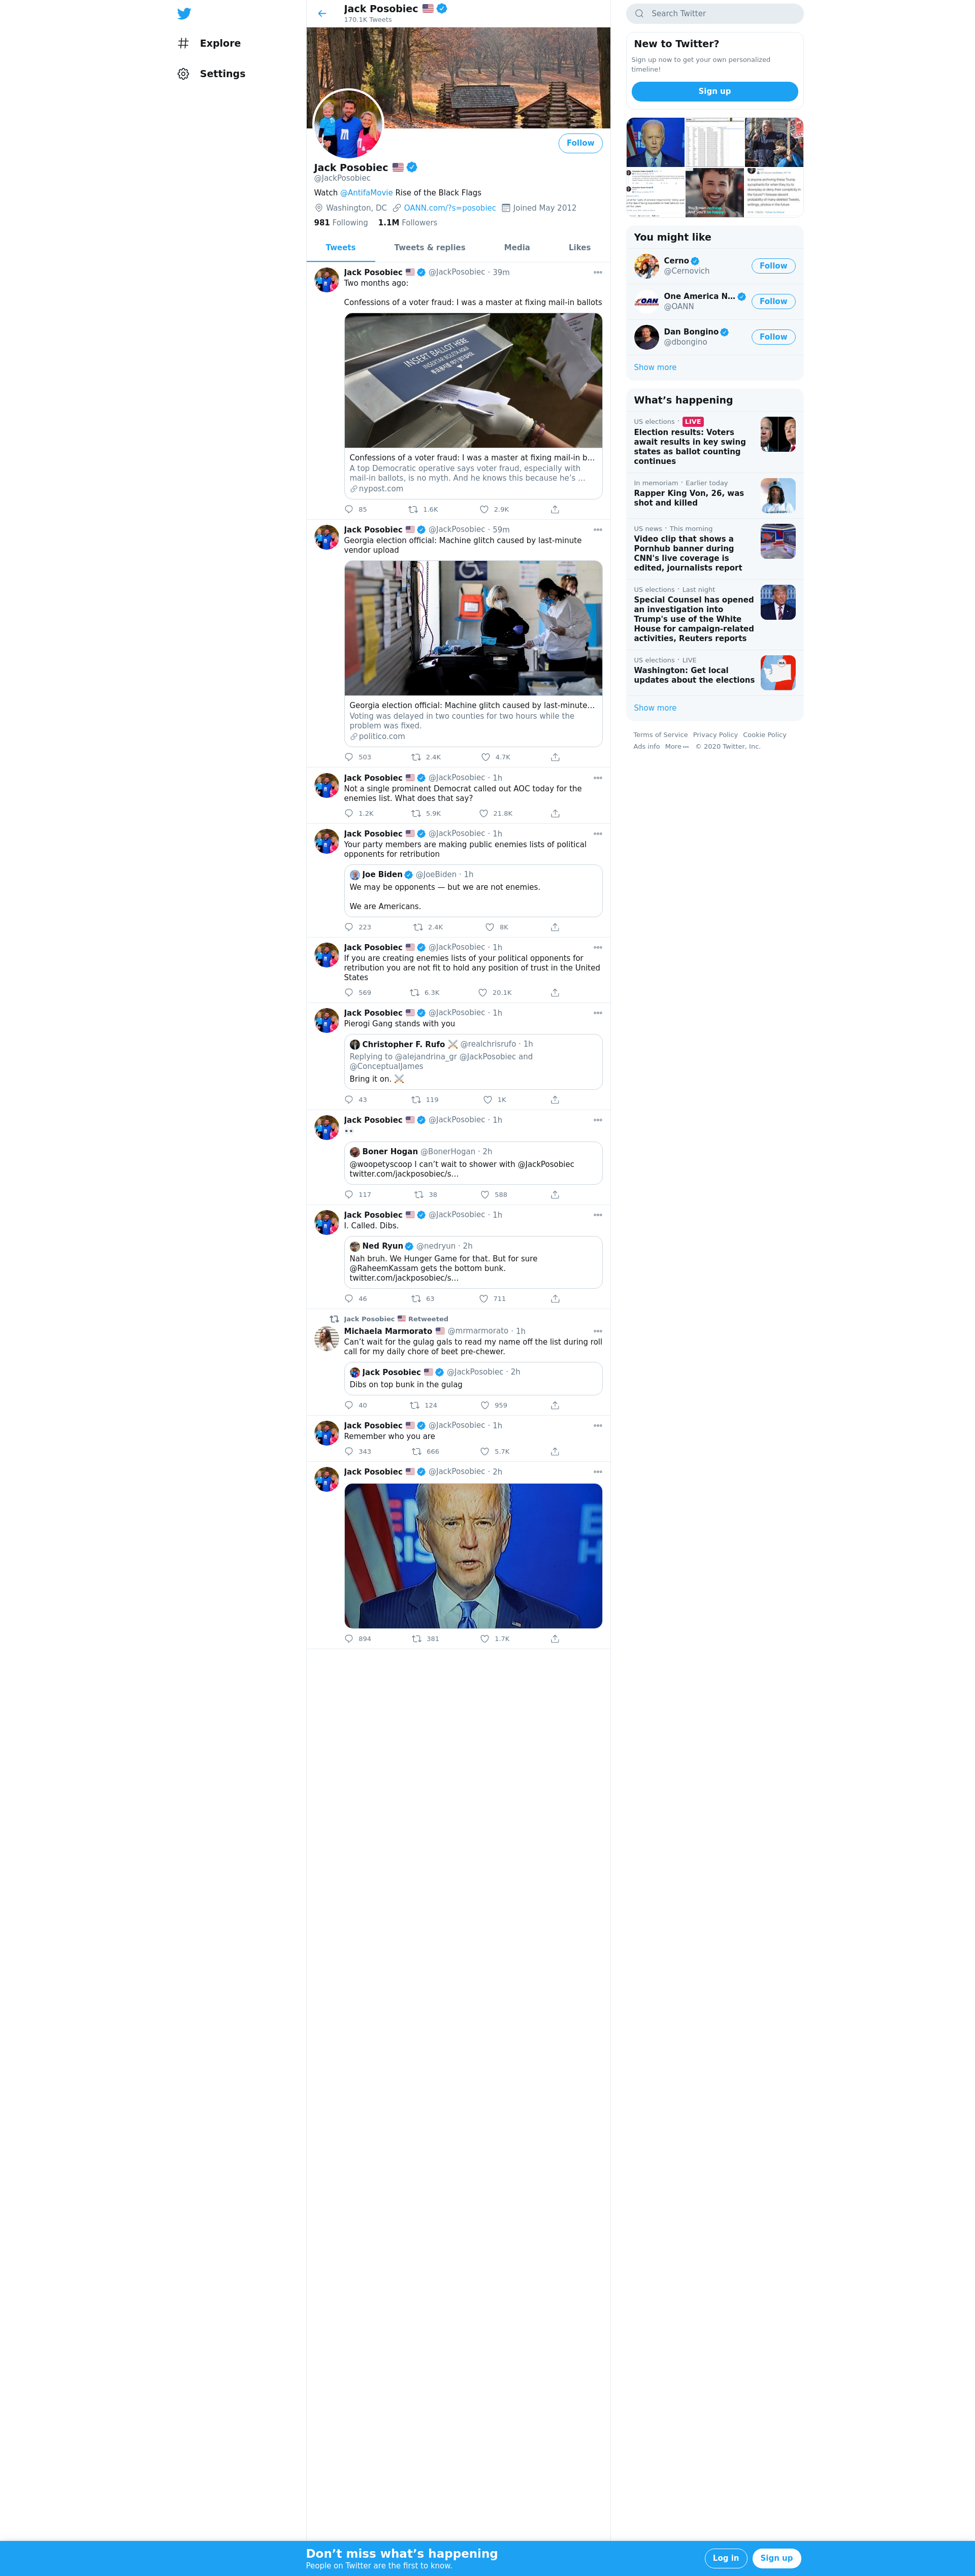 Explore
Settings
Jack Posobiec
170.1K Tweets
Follow
Jack Posobiec
@JackPosobiec
Watch @AntifaMovie Rise of the Black Flags
Washington, DC OANN.com/?s=posobiec Joined May 2012
981 Following 1.1M Followers
Tweets Tweets & replies Media Likes
Jack Posobiec @JackPosobiec · 39m
Two months ago:
Confessions of a voter fraud: I was a master at fixing mail-in ballots
INSERT BALLOT HERE
Confessions of a voter fraud: I was a master at fixing mail-in b...
A top Democratic operative says voter fraud, especially with
mail-in ballots, is no myth. And he knows this because he's ...
nypost.com
85 1.6K 2.9K
Jack Posobiec @JackPosobiec · 59m
Georgia election official: Machine glitch caused by last-minute
vendor upload
Georgia election official: Machine glitch caused by last-minute...
Voting was delayed in two counties for two hours while the
problem was fixed.
politico.com
503 2.4K 4.7K
Jack Posobiec @JackPosobiec · 1h
Not a single prominent Democrat called out AOC today for the
enemies list. What does that say?
1.2K 5.9K 21.8K
Jack Posobiec @JackPosobiec · 1h
Your party members are making public enemies lists of political
opponents for retribution
Joe Biden @JoeBiden · 1h
We may be opponents — but we are not enemies.
We are Americans.
223 2.4K 8K
Jack Posobiec @JackPosobiec · 1h
If you are creating enemies lists of your political opponents for
retribution you are not fit to hold any position of trust in the United
States
569 6.3K 20.1K
Jack Posobiec @JackPosobiec · 1h
Pierogi Gang stands with you
Christopher F. Rufo @realchrisrufo · 1h
Replying to @alejandrina_gr @JackPosobiec and
@ConceptualJames
Bring it on.
43 119 1K
Jack Posobiec @JackPosobiec · 1h
Boner Hogan @BonerHogan · 2h
@woopetyscoop I can't wait to shower with @JackPosobiec
twitter.com/jackposobiec/s…
117 38 588
Jack Posobiec @JackPosobiec · 1h
I. Called. Dibs.
Ned Ryun @nedryun · 2h
Nah bruh. We Hunger Game for that. But for sure
@RaheemKassam gets the bottom bunk.
twitter.com/jackposobiec/s…
46 63 711
Jack Posobiec Retweeted
Michaela Marmorato @mrmarmorato · 1h
Can't wait for the gulag gals to read my name off the list during roll
call for my daily chore of beet pre-chewer.
Jack Posobiec @JackPosobiec · 2h
Dibs on top bunk in the gulag
40 124 959
Jack Posobiec @JackPosobiec · 1h
Remember who you are
343 666 5.7K
Jack Posobiec @JackPosobiec · 2h
894 381 1.7K
Search Twitter
New to Twitter?
Sign up now to get your own personalized
timeline!
Sign up
You might like
Cerno
@Cernovich
Follow
OAN
One America N...
@OANN
Follow
Dan Bongino
@dbongino
Follow
Show more
What's happening
US elections · LIVE
Election results: Voters
await results in key swing
states as ballot counting
continues
In memoriam · Earlier today
Rapper King Von, 26, was
shot and killed
US news · This morning
Video clip that shows a
Pornhub banner during
CNN's live coverage is
edited, journalists report
US elections · Last night
Special Counsel has opened
an investigation into
Trump's use of the White
House for campaign-related
activities, Reuters reports
US elections · LIVE
Washington: Get local
updates about the elections
Show more
Terms of Service Privacy Policy Cookie Policy
Ads info More © 2020 Twitter, Inc.
Don't miss what's happening
People on Twitter are the first to know.
Log in Sign up